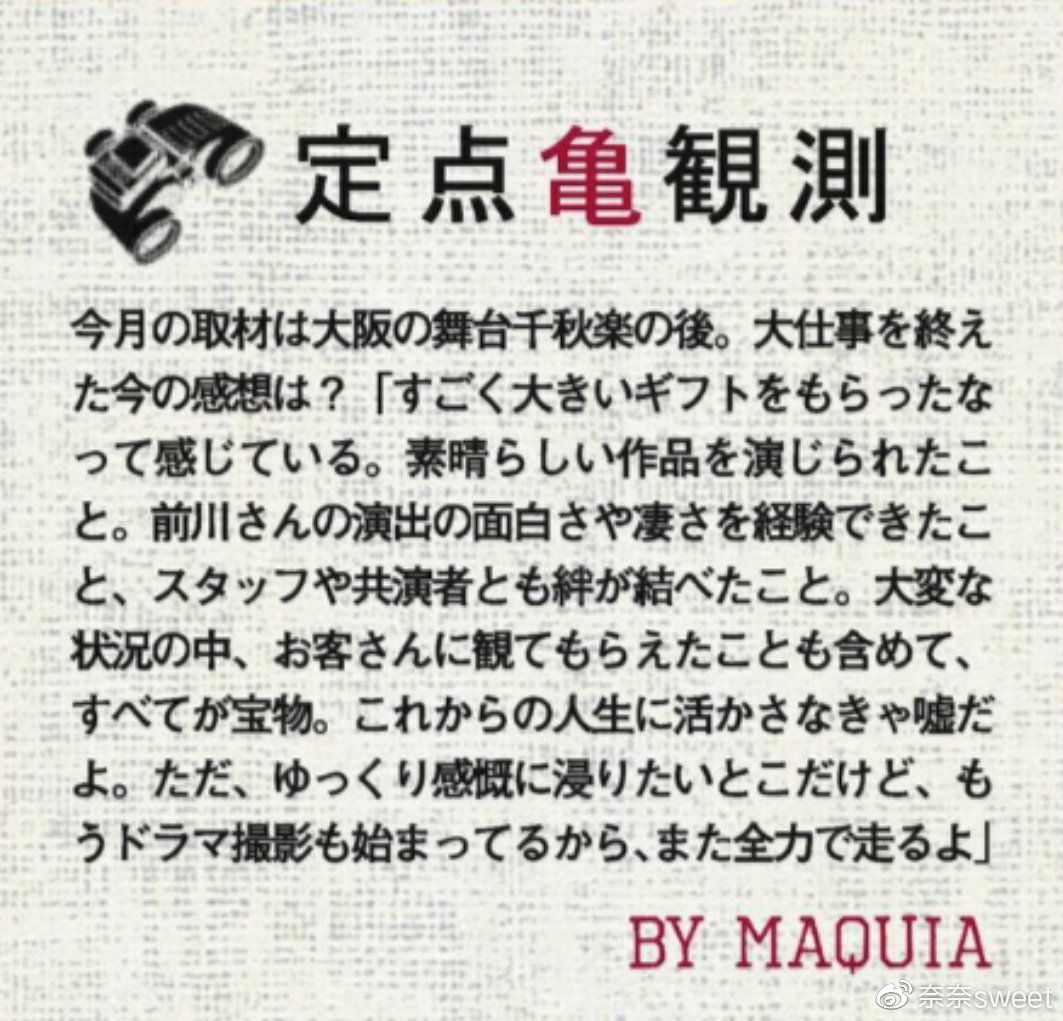 定点亀観測
今月の取材は大阪の舞台千秋楽の後。大仕事を終え
た今の感想は？「すごく大きいギフトをもらったな
って感じている。素晴らしい作品を演じられたこ
と。前川さんの演出の面白さや凄さを経験できたこ
と、スタッフや共演者とも絆が結べたこと。大変な
状況の中、お客さんに観てもらえたことも含めて、
すべてが宝物。これからの人生に活かさなきゃ嘘だ
よ。ただ、ゆっくり感慨に浸りたいとこだけど、も
うドラマ撮影も始まってるから、また全力で走るよ」
BY MAQUIA
奈奈sweet